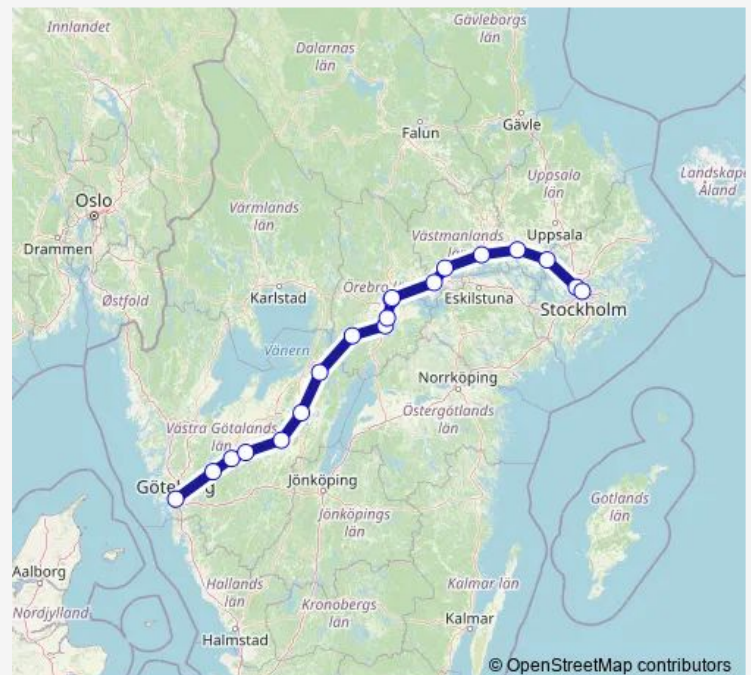 Innlandet
Gävleborgs
län
Dalarnas
län
Falun
Gävle
Oslo
Drammen
Østfold
Värmlands
län
Uppsala
län
Landskape
Åland
Västmanlands
Uppsala
Karlstad
Örebro
Eskilstuna
Stockholm
Vänern
Norrköping
Östergötlands
län
Västra Götalands
län
Göteborg
Jönköping
Jönköpings
län
Gotlands
län
Aalborg
Nordjylland
Hallands
län
Kronobergs
län
Kalmar län
Kalmar
Halmstad
© OpenStreetMap contributors